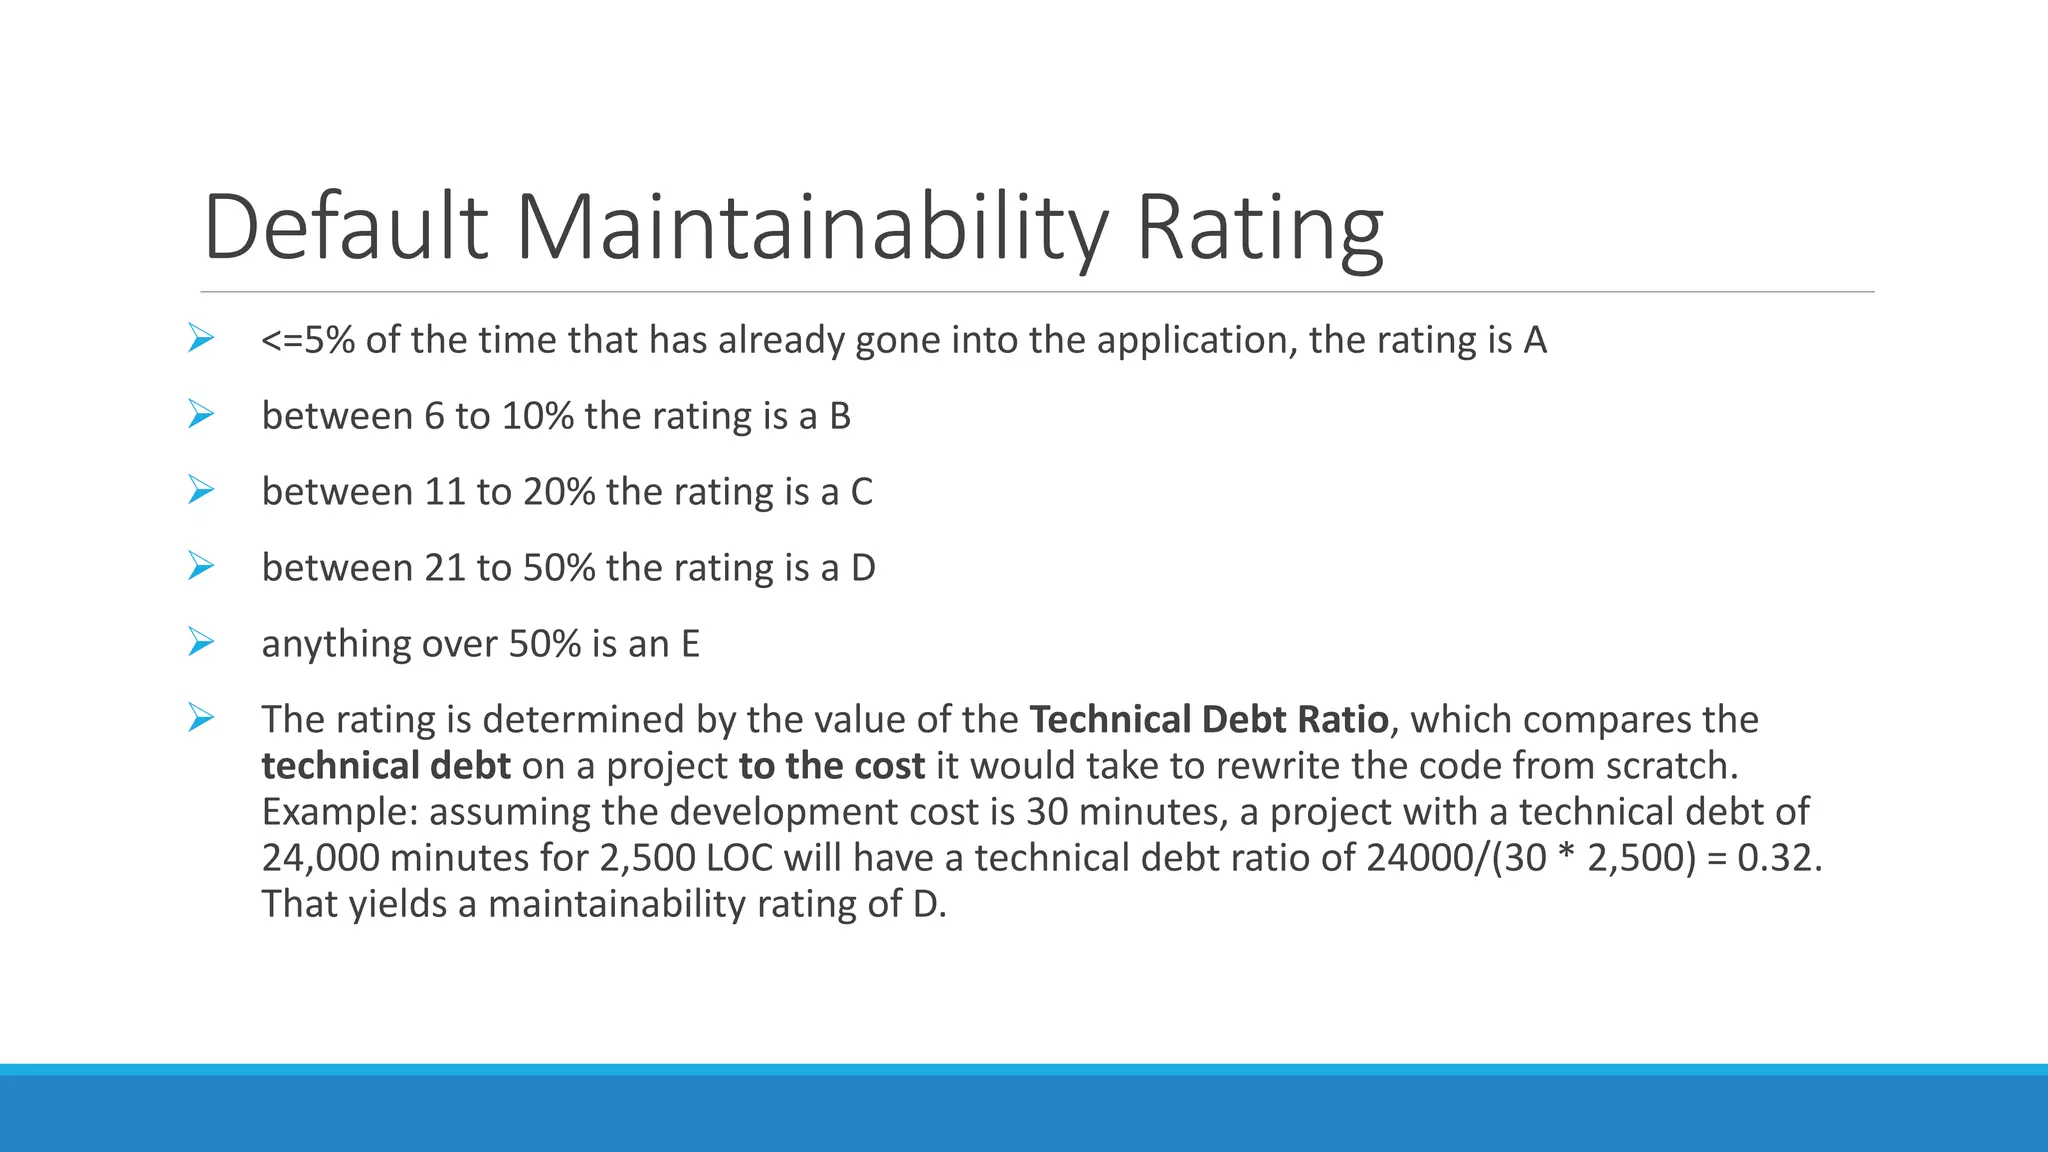 Default Maintainability Rating
<=5% of the time that has already gone into the application, the rating is A
between 6 to 10% the rating is a B
between 11 to 20% the rating is a C
between 21 to 50% the rating is a D
anything over 50% is an E
The rating is determined by the value of the Technical Debt Ratio, which compares the
technical debt on a project to the cost it would take to rewrite the code from scratch.
Example: assuming the development cost is 30 minutes, a project with a technical debt of
24,000 minutes for 2,500 LOC will have a technical debt ratio of 24000/(30 * 2,500) = 0.32.
That yields a maintainability rating of D.